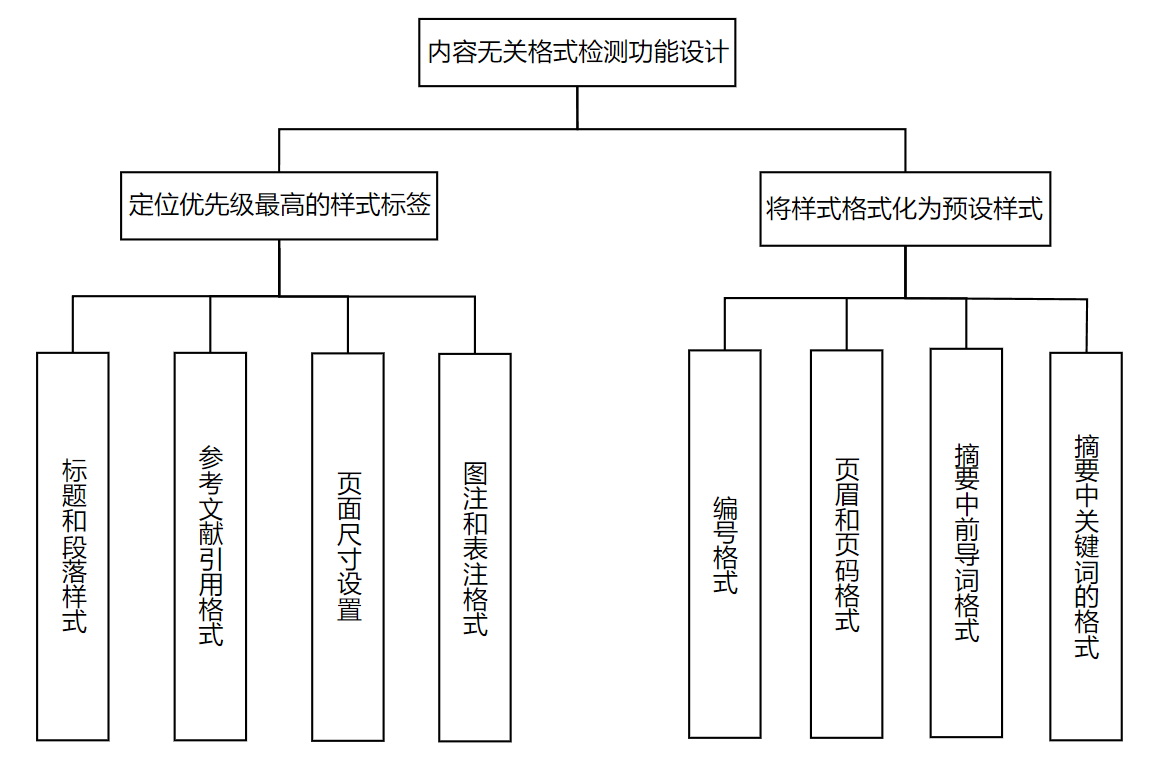 内容无关格式检测功能设计
定位优先级最高的样式标签
将样式格式化为预设样式
标题和段落样式
参考文献引用格式
页面尺寸设置
图注和表注格式
编号格式
页眉和页码格式
摘要中前导词格式
摘要中关键词的格式